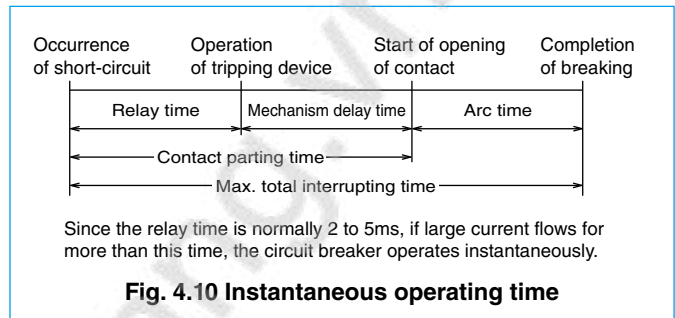 Occurrence of short-circuit
Operation of tripping device
Start of opening of contact
Completion of breaking
Relay time
Mechanism delay time
Arc time
Contact parting time
Max. total interrupting time
Since the relay time is normally 2 to 5ms, if large current flows for
more than this time, the circuit breaker operates instantaneously.
Fig. 4.10 Instantaneous operating time